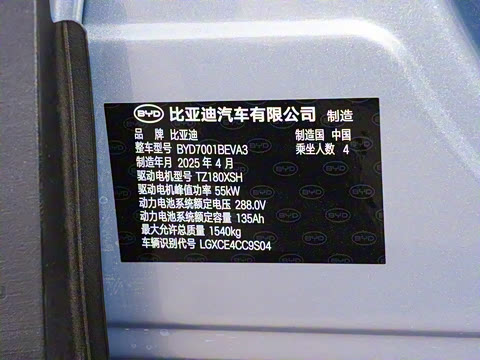 BYD 比亚迪汽车有限公司 制造
品 牌 比亚迪 制造国 中国
整车型号 BYD7001BEVA3 乘坐人数 4
制造年月 2025 年 4 月
驱动电机型号 TZ180XSH
驱动电机峰值功率 55kW
动力电池系统额定电压 288.0V
动力电池系统额定容量 135Ah
最大允许总质量 1540kg
车辆识别代号 LGXCE4CC9S04